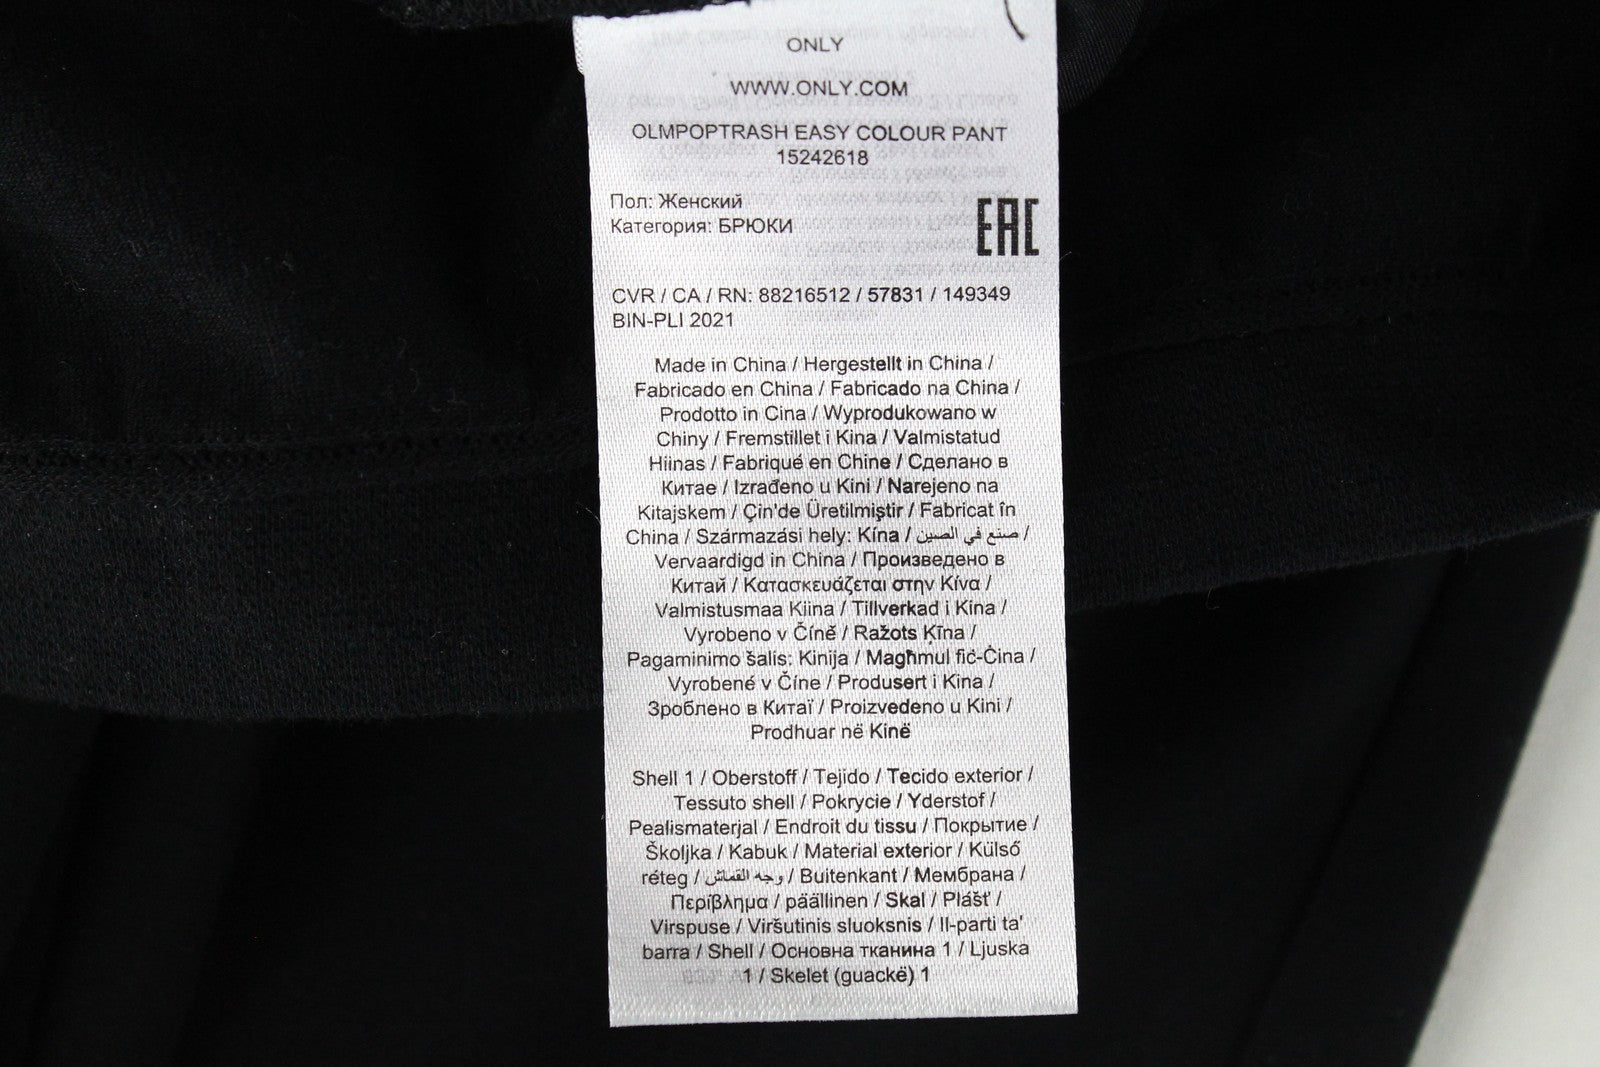 ONLY
WWW.ONLY.COM
OLMPOPTRASH EASY COLOUR PANT
15242618
Пол: Женский
Категория: БРЮКИ
EAC
CVR / CA / RN: 88216512 / 57831 / 149349
BIN-PLI 2021
Made in China / Hergestellt in China /
Fabricado en China / Fabricado na China /
Prodotto in Cina / Wyprodukowano w
Chiny / Fremstillet i Kina / Valmistatud
Hiinas / Fabriqué en Chine / Сделано в
Китае / Izrađeno u Kini / Narejeno na
Kitajskem / Çin'de Üretilmiştir / Fabricat în
China / Származási hely: Kína / صنع في الصين /
Vervaardigd in China / Произведено в
Китай / Κατασκευάζεται στην Κίνα /
Valmistusmaa Kiina / Tillverkad i Kina /
Vyrobeno v Číně / Ražots Ķīna /
Pagaminimo šalis: Kinija / Magħmul fiċ-Ċina /
Vyrobené v Číne / Produsert i Kina /
Зроблено в Китаї / Proizvedeno u Kini /
Prodhuar në Kinë
Shell 1 / Oberstoff / Tejido / Tecido exterior /
Tessuto shell / Pokrycie / Yderstof /
Pealismaterjal / Endroit du tissu / Покрытие /
Školjka / Kabuk / Material exterior / Külső
réteg / وجه القماش / Buitenkant / Мембрана /
Περίβλημα / päällinen / Skal / Plášť /
Virspuse / Viršutinis sluoksnis / Il-parti ta'
barra / Shell / Основна тканина 1 / Ljuska
1 / Skelet (guackë) 1